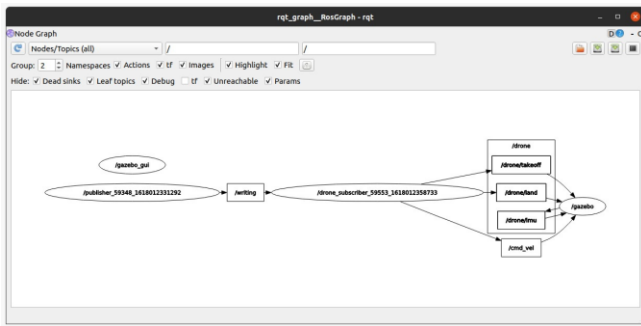 rqt_graph__RosGraph - rqt
Node Graph
Nodes/Topics (all) / /
Group: 2 Namespaces Actions tf Images Highlight Fit
Hide: Dead sinks Leaf topics Debug tf Unreachable Params
/drone
/gazebo_gui
/drone/takeoff
/publisher_59348_1618012331292
/writing
/drone_subscriber_59553_1618012358733
/drone/land
/gazebo
/drone/imu
/cmd_vel